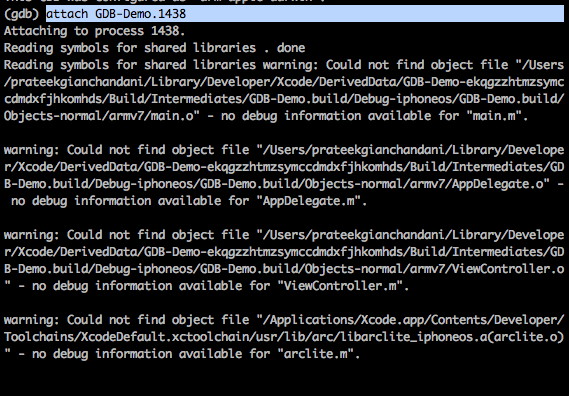 (gdb) attach GDB-Demo.1438
Attaching to process 1438.
Reading symbols for shared libraries . done
Reading symbols for shared libraries warning: Could not find object file "/Users
/prateekgianchandani/Library/Developer/Xcode/DerivedData/GDB-Demo-ekqgzzhtmzsymc
cdmdxfjhkomhds/Build/Intermediates/GDB-Demo.build/Debug-iphoneos/GDB-Demo.build/
Objects-normal/armv7/main.o" - no debug information available for "main.m".
warning: Could not find object file "/Users/prateekgianchandani/Library/Develope
r/Xcode/DerivedData/GDB-Demo-ekqgzzhtmzsymccdmdxfjhkomhds/Build/Intermediates/GD
B-Demo.build/Debug-iphoneos/GDB-Demo.build/Objects-normal/armv7/AppDelegate.o" -
no debug information available for "AppDelegate.m".
warning: Could not find object file "/Users/prateekgianchandani/Library/Develope
r/Xcode/DerivedData/GDB-Demo-ekqgzzhtmzsymccdmdxfjhkomhds/Build/Intermediates/GD
B-Demo.build/Debug-iphoneos/GDB-Demo.build/Objects-normal/armv7/ViewController.o
" - no debug information available for "ViewController.m".
warning: Could not find object file "/Applications/Xcode.app/Contents/Developer/
Toolchains/XcodeDefault.xctoolchain/usr/lib/arc/libarclite_iphoneos.a(arclite.o)
" - no debug information available for "arclite.m".